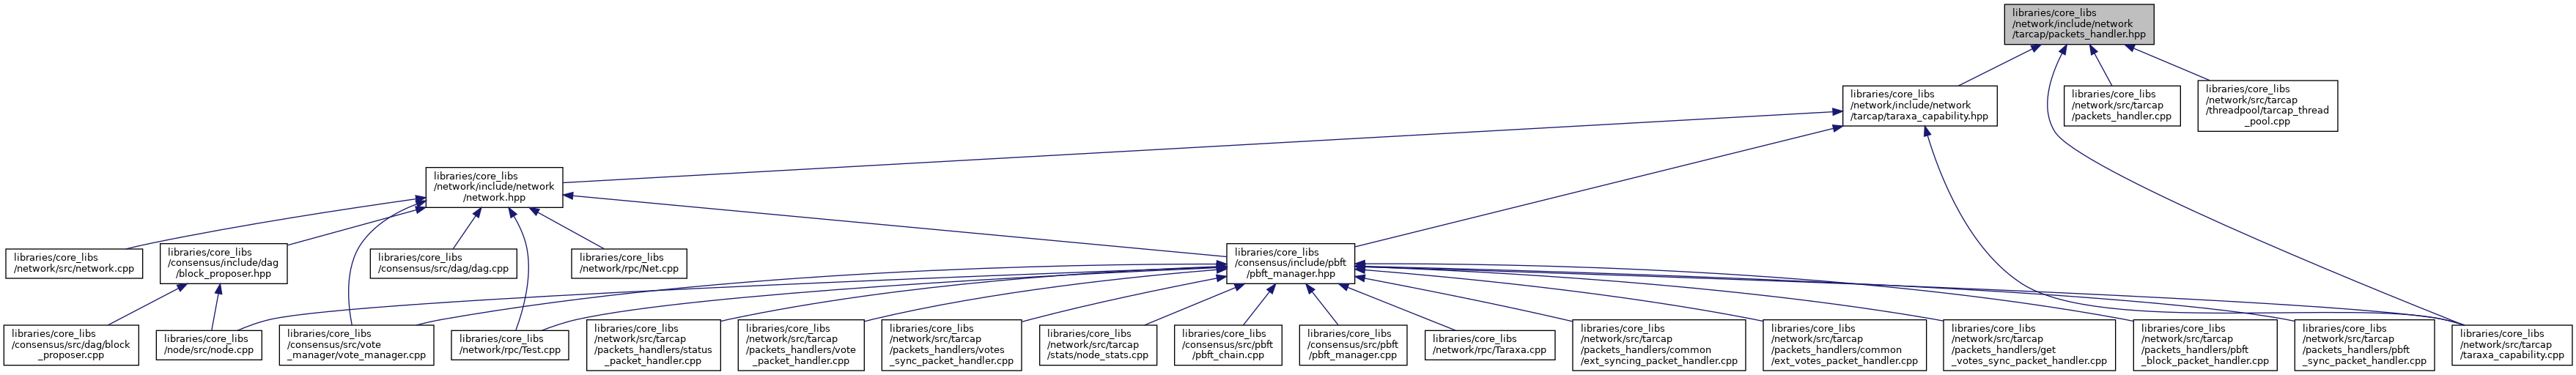 libraries/core_libs
/network/include/network
/tarcap/packets_handler.hpp
libraries/core_libs
/network/include/network
/tarcap/taraxa_capability.hpp
libraries/core_libs
/network/src/tarcap
/packets_handler.cpp
libraries/core_libs
/network/src/tarcap
/threadpool/tarcap_thread
_pool.cpp
libraries/core_libs
/network/include/network
/network.hpp
libraries/core_libs
/network/src/network.cpp
libraries/core_libs
/consensus/include/dag
/block_proposer.hpp
libraries/core_libs
/consensus/src/dag/dag.cpp
libraries/core_libs
/network/rpc/Net.cpp
libraries/core_libs
/consensus/include/pbft
/pbft_manager.hpp
libraries/core_libs
/consensus/src/dag/block
_proposer.cpp
libraries/core_libs
/node/src/node.cpp
libraries/core_libs
/consensus/src/vote
_manager/vote_manager.cpp
libraries/core_libs
/network/rpc/Test.cpp
libraries/core_libs
/network/src/tarcap
/packets_handlers/status
_packet_handler.cpp
libraries/core_libs
/network/src/tarcap
/packets_handlers/vote
_packet_handler.cpp
libraries/core_libs
/network/src/tarcap
/packets_handlers/votes
_sync_packet_handler.cpp
libraries/core_libs
/network/src/tarcap
/stats/node_stats.cpp
libraries/core_libs
/consensus/src/pbft
/pbft_chain.cpp
libraries/core_libs
/consensus/src/pbft
/pbft_manager.cpp
libraries/core_libs
/network/rpc/Taraxa.cpp
libraries/core_libs
/network/src/tarcap
/packets_handlers/common
/ext_syncing_packet_handler.cpp
libraries/core_libs
/network/src/tarcap
/packets_handlers/common
/ext_votes_packet_handler.cpp
libraries/core_libs
/network/src/tarcap
/packets_handlers/get
_votes_sync_packet_handler.cpp
libraries/core_libs
/network/src/tarcap
/packets_handlers/pbft
_block_packet_handler.cpp
libraries/core_libs
/network/src/tarcap
/packets_handlers/pbft
_sync_packet_handler.cpp
libraries/core_libs
/network/src/tarcap
/taraxa_capability.cpp